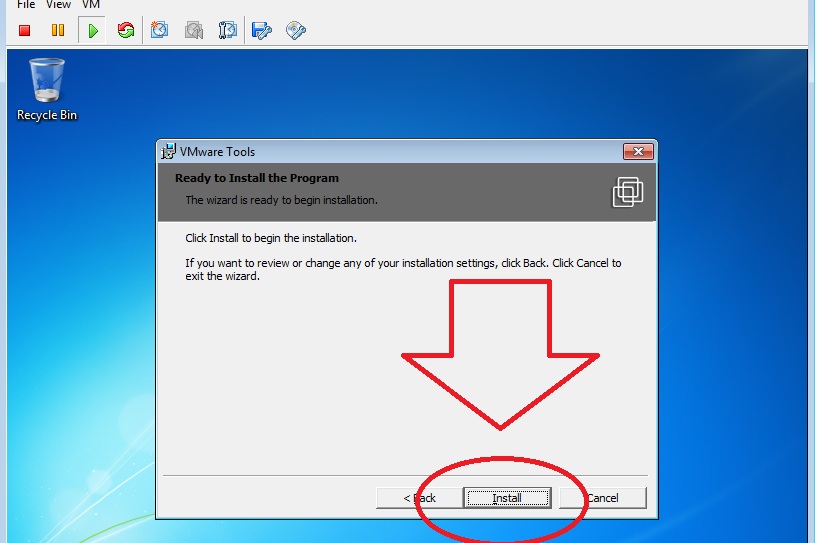 File View VM
Recycle Bin
VMware Tools
Ready to Install the Program
The wizard is ready to begin installation.
Click Install to begin the installation.
If you want to review or change any of your installation settings, click Back. Click Cancel to
exit the wizard.
< Back Install Cancel